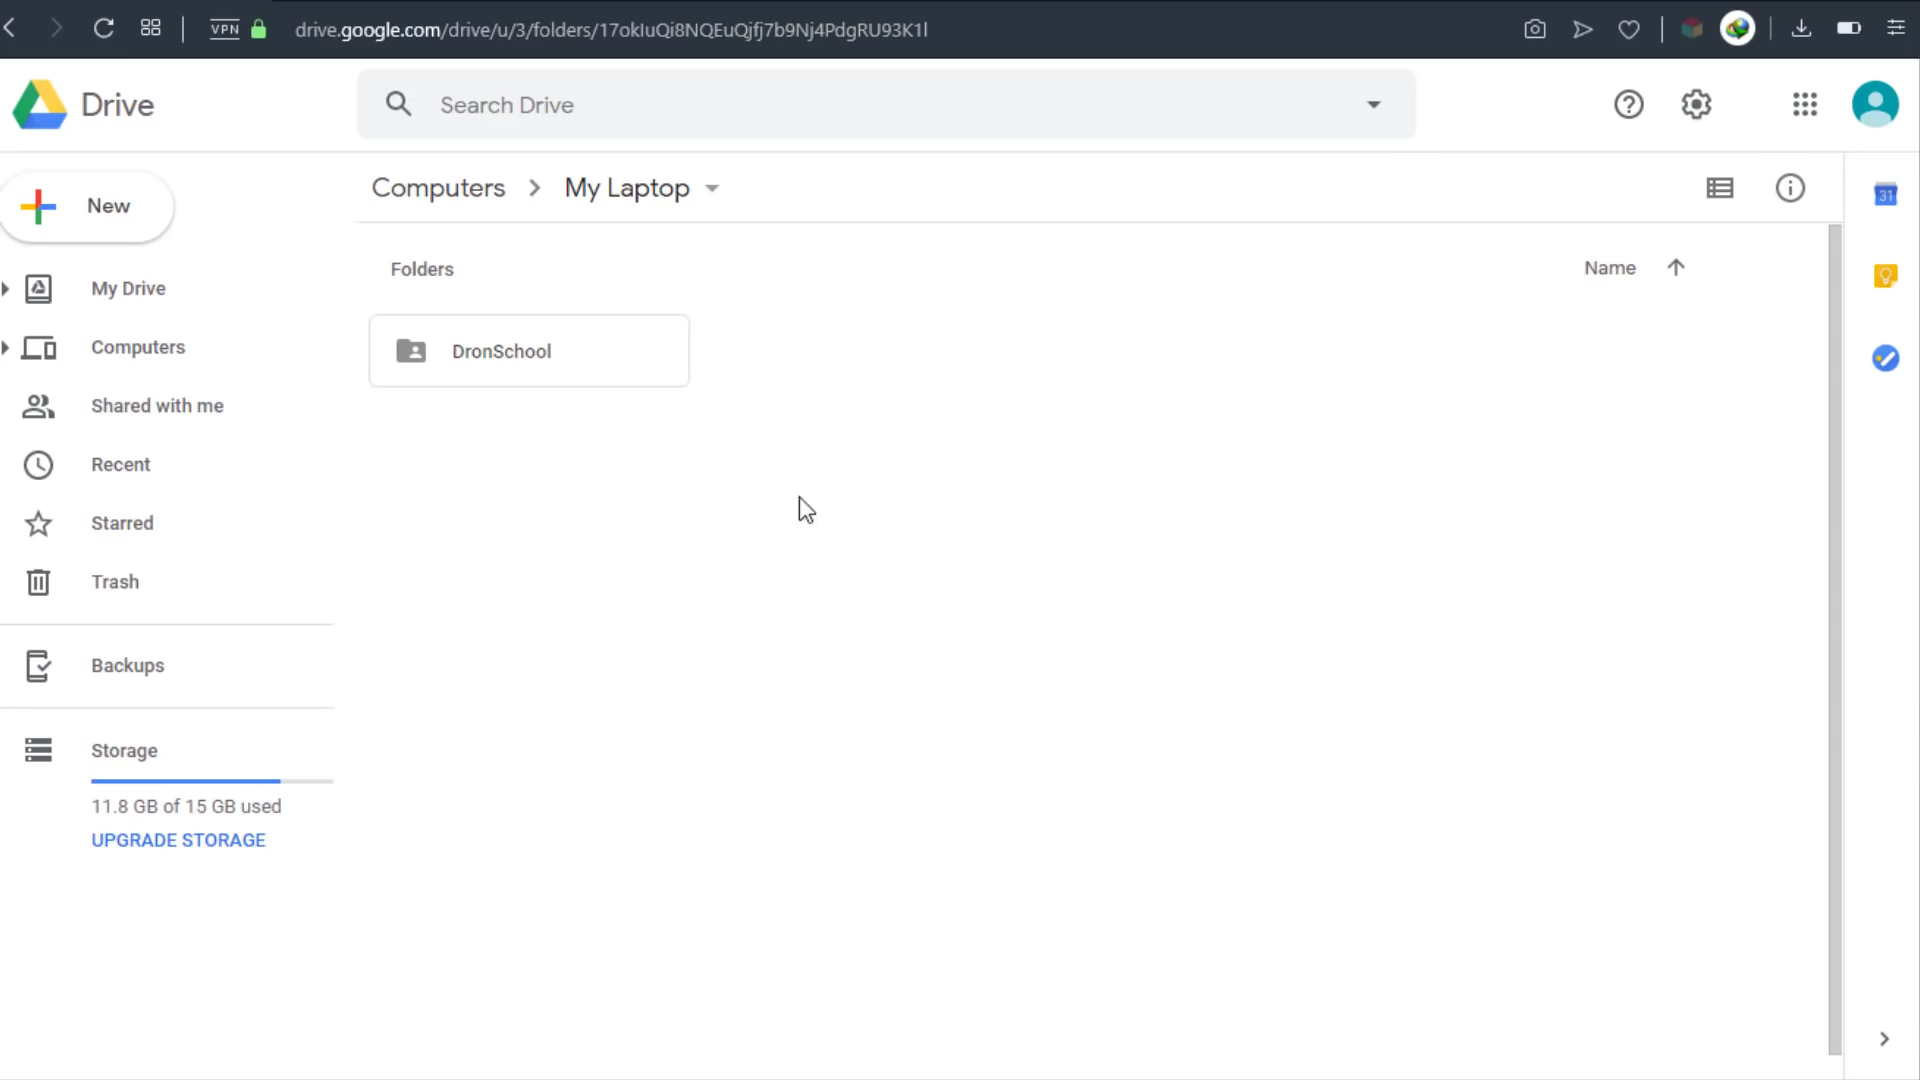 VPN
drive.google.com/drive/u/3/folders/17okIuQi8NQEuQjfj7b9Nj4PdgRU93K1l
Drive
Search Drive
New
Computers > My Laptop
31
Folders
Name
My Drive
DronSchool
Computers
Shared with me
Recent
Starred
Trash
Backups
Storage
11.8 GB of 15 GB used
UPGRADE STORAGE